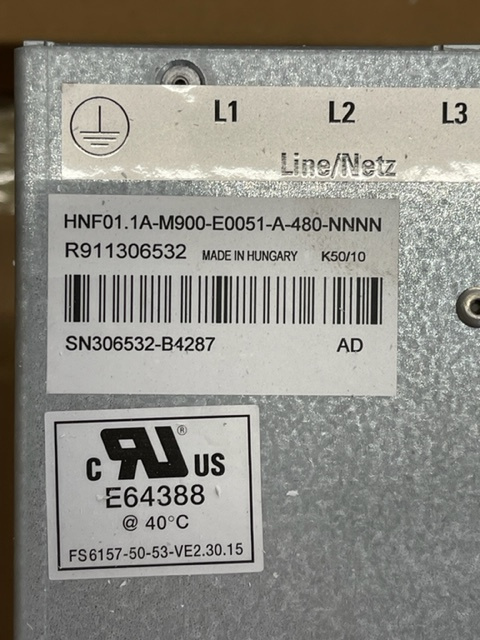 L1 L2 L3
Line/Netz
HNF01.1A-M900-E0051-A-480-NNNN
R911306532 MADE IN HUNGARY K50/10
SN306532-B4287 AD
c RU ® US
E64388
@ 40°C
FS6157-50-53-VE2.30.15